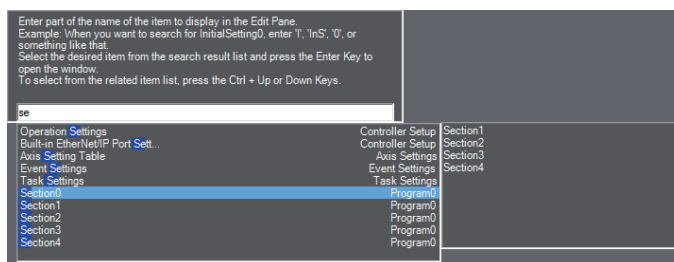 Enter part of the name of the item to display in the Edit Pane.
Example: When you want to search for InitialSetting0, enter 'I', 'InS', '0', or
something like that.
Select the desired item from the search result list and press the Enter Key to
open the window.
To select from the related item list, press the Ctrl + Up or Down Keys.
se
Operation Settings Controller Setup
Built-in EtherNet/IP Port Sett... Controller Setup
Axis Setting Table Axis Settings
Event Settings Event Settings
Task Settings Task Settings
Section0 Program0
Section1 Program0
Section2 Program0
Section3 Program0
Section4 Program0
Section1
Section2
Section3
Section4